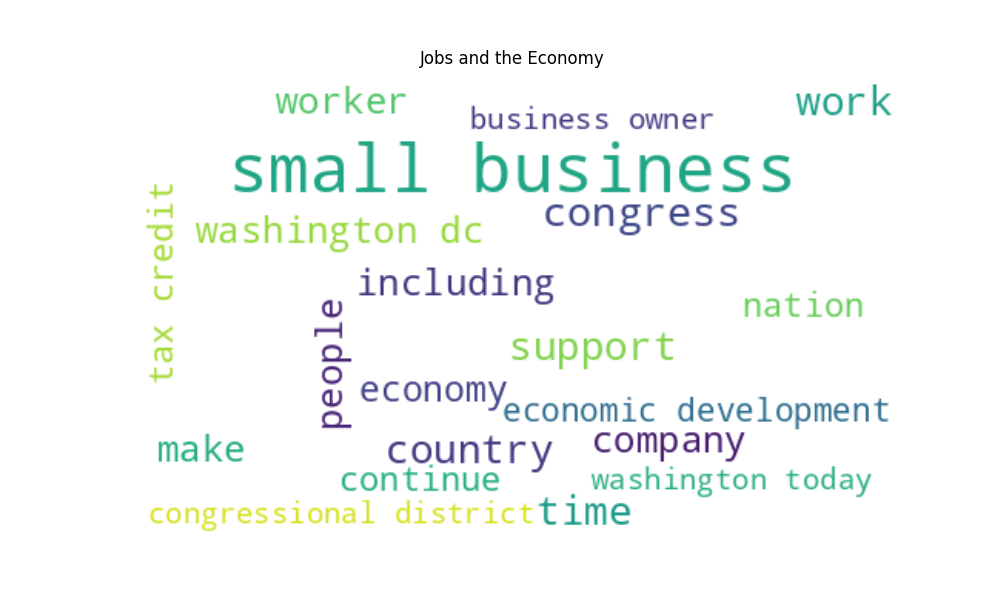 Jobs and the Economy
worker
work
business owner
small business
tax credit
congress
washington dc
including
people
nation
support
economy
economic development
company
make
country
continue
washington today
congressional district
time